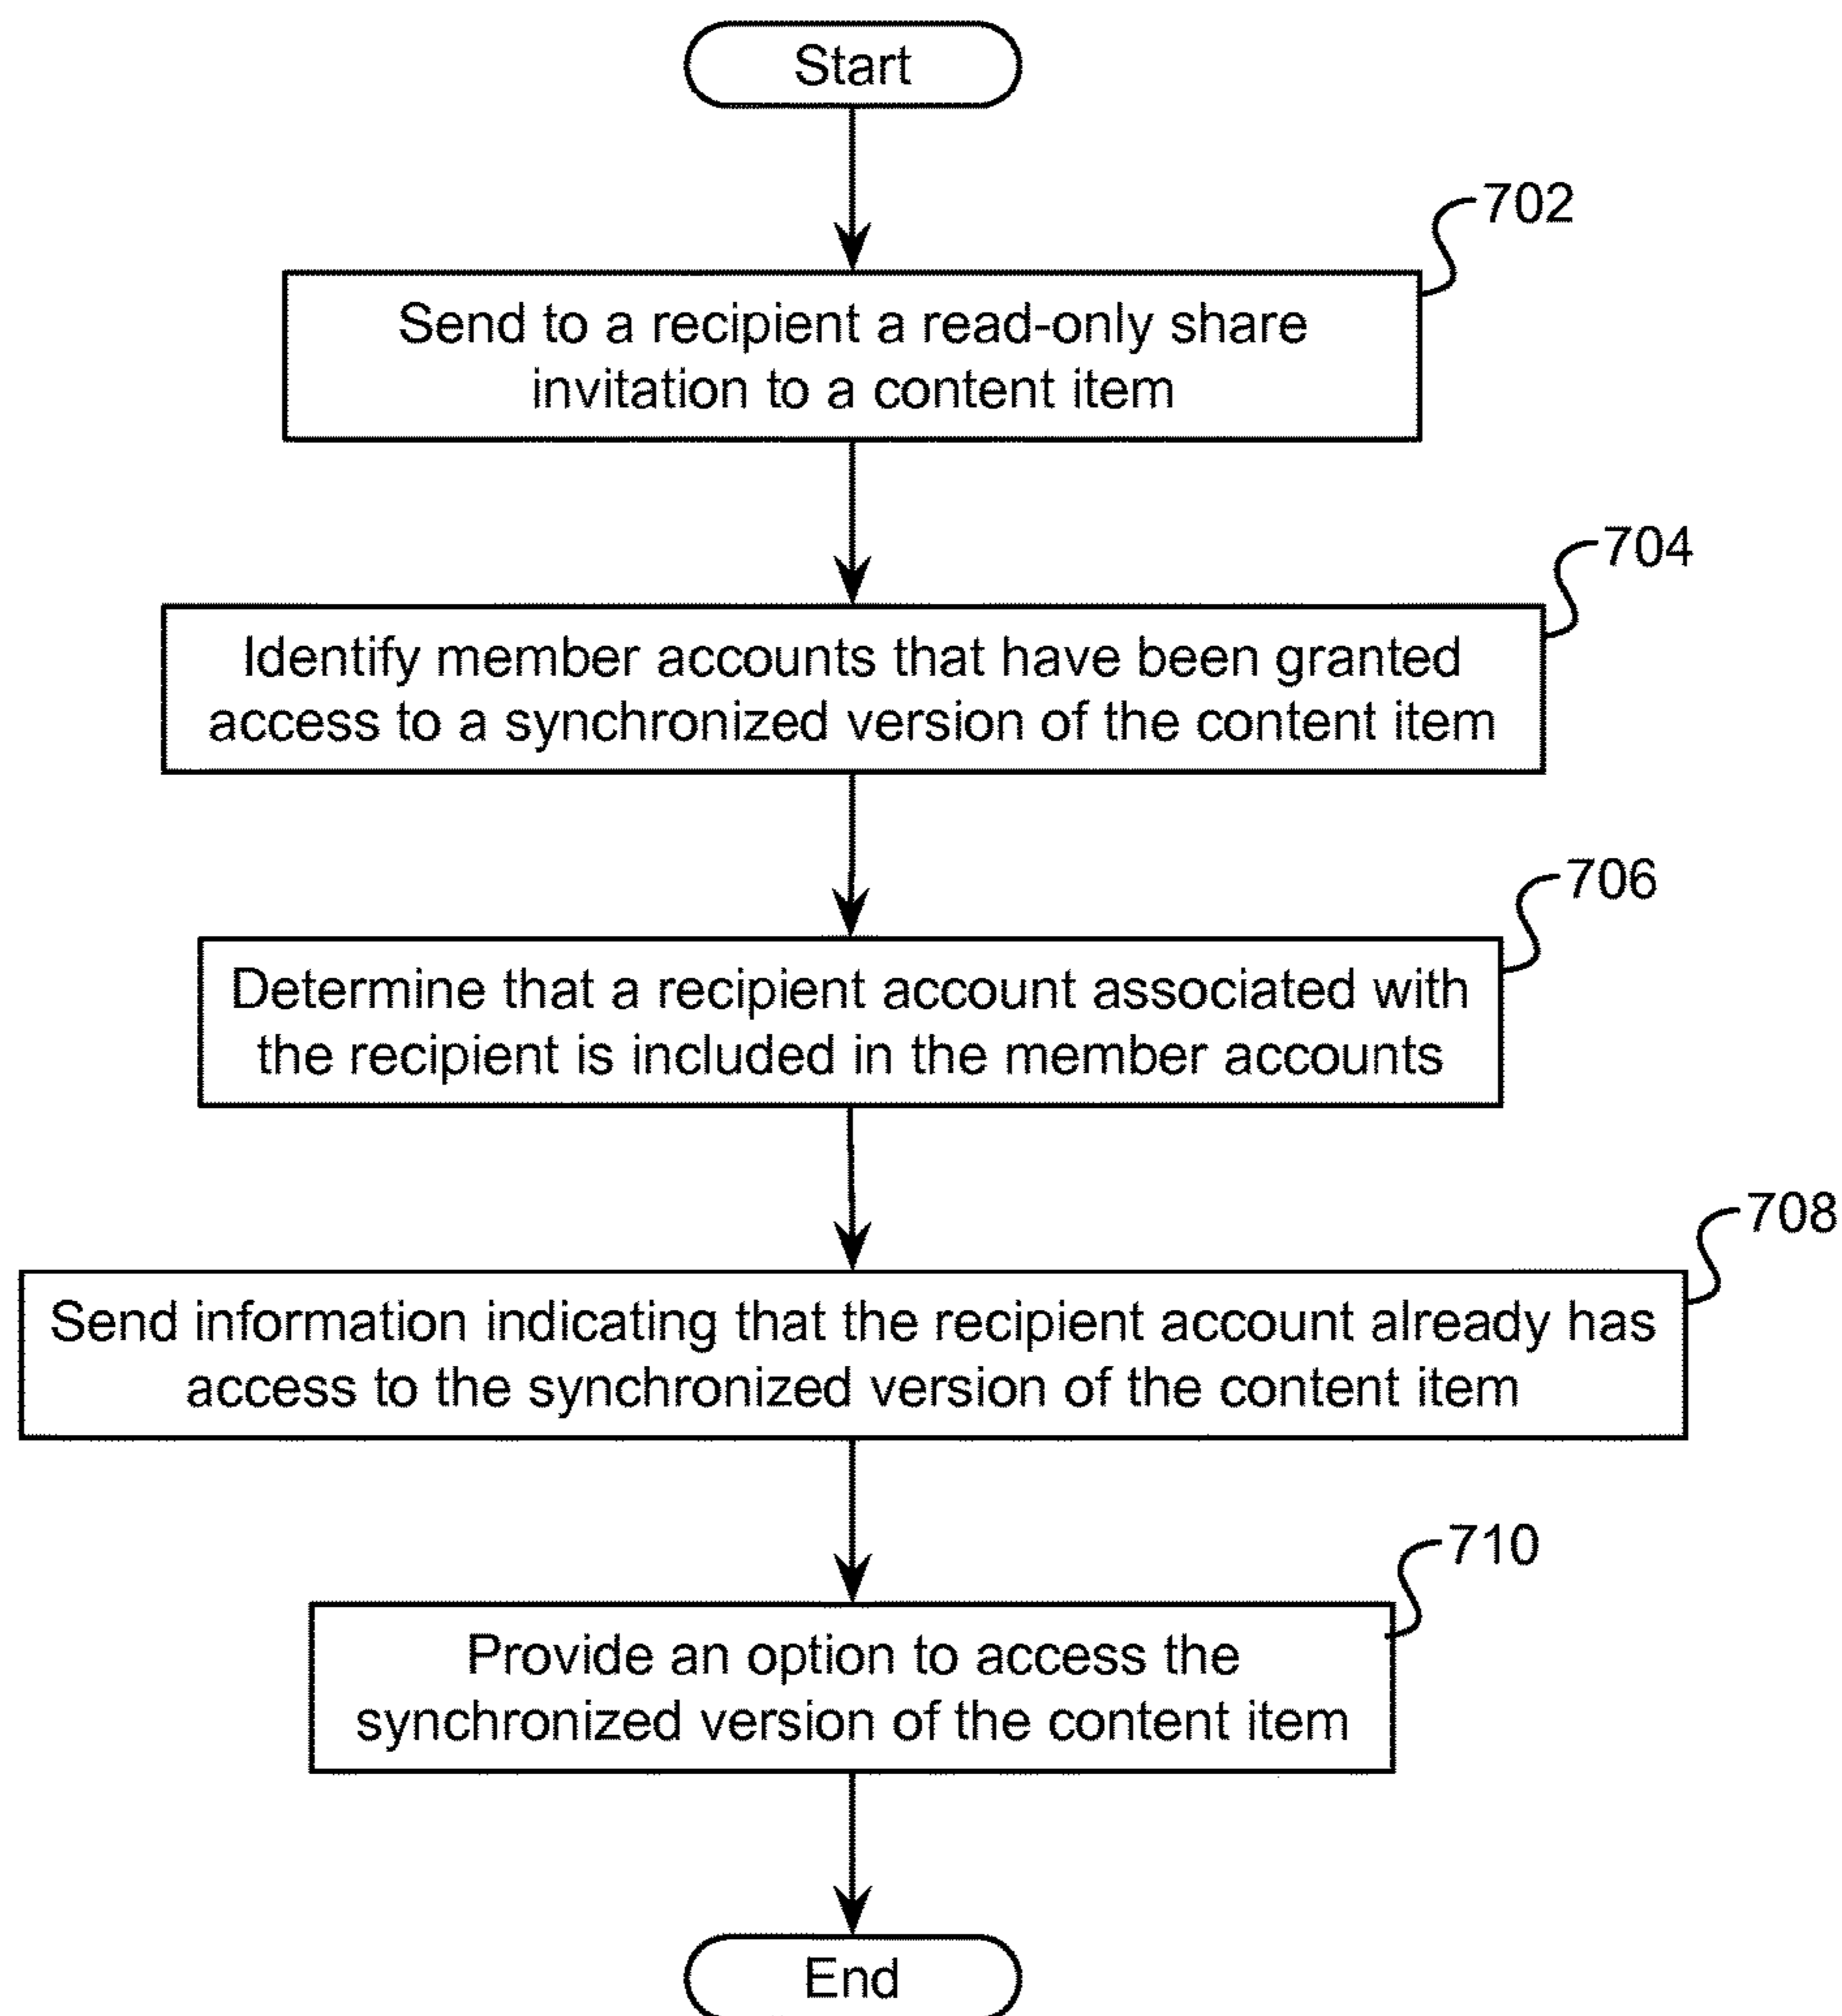 Start
702
Send to a recipient a read-only share
invitation to a content item
704
Identify member accounts that have been granted
access to a synchronized version of the content item
706
Determine that a recipient account associated with
the recipient is included in the member accounts
708
Send information indicating that the recipient account already has
access to the synchronized version of the content item
710
Provide an option to access the
synchronized version of the content item
End